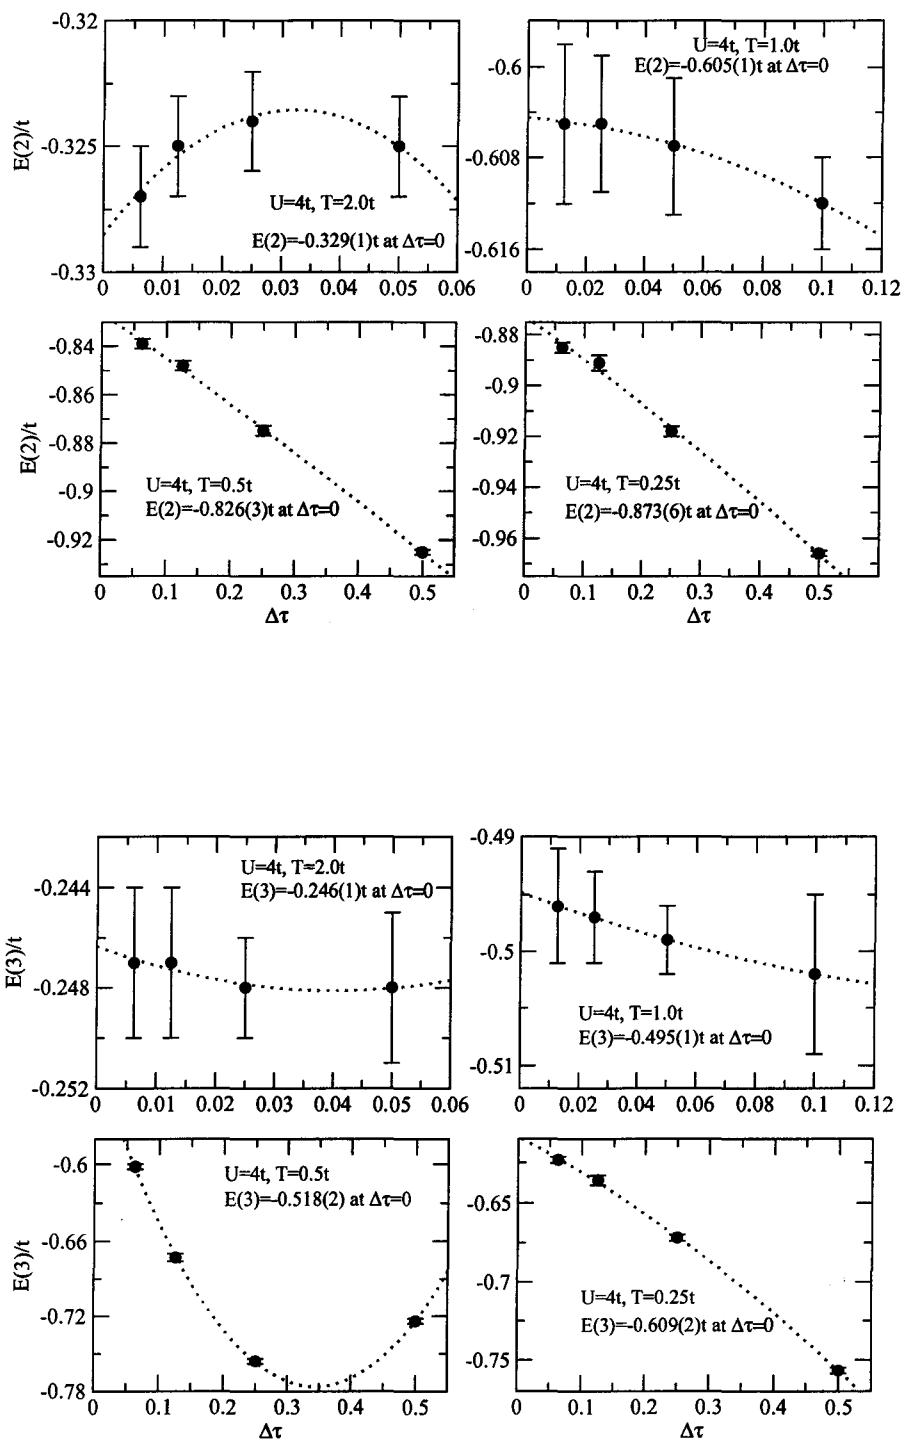 -0.32
-0.325
-0.33
E(2)/t
U=4t, T=2.0t
E(2)=-0.329(1)t at Δτ=0
0 0.01 0.02 0.03 0.04 0.05 0.06
U=4t, T=1.0t
E(2)=-0.605(1)t at Δτ=0
-0.6
-0.608
-0.616
0 0.02 0.04 0.06 0.08 0.1 0.12
-0.84
-0.86
-0.88
-0.9
-0.92
E(2)/t
U=4t, T=0.5t
E(2)=-0.826(3)t at Δτ=0
0 0.1 0.2 0.3 0.4 0.5
Δτ
-0.88
-0.9
-0.92
-0.94
-0.96
U=4t, T=0.25t
E(2)=-0.873(6)t at Δτ=0
0 0.1 0.2 0.3 0.4 0.5
Δτ
U=4t, T=2.0t
E(3)=-0.246(1)t at Δτ=0
-0.244
-0.248
-0.252
E(3)/t
0 0.01 0.02 0.03 0.04 0.05 0.06
-0.49
-0.5
-0.51
U=4t, T=1.0t
E(3)=-0.495(1)t at Δτ=0
0 0.02 0.04 0.06 0.08 0.1 0.12
-0.6
-0.66
-0.72
-0.78
E(3)/t
U=4t, T=0.5t
E(3)=-0.518(2) at Δτ=0
0 0.1 0.2 0.3 0.4 0.5
Δτ
-0.65
-0.7
-0.75
U=4t, T=0.25t
E(3)=-0.609(2)t at Δτ=0
0 0.1 0.2 0.3 0.4 0.5
Δτ